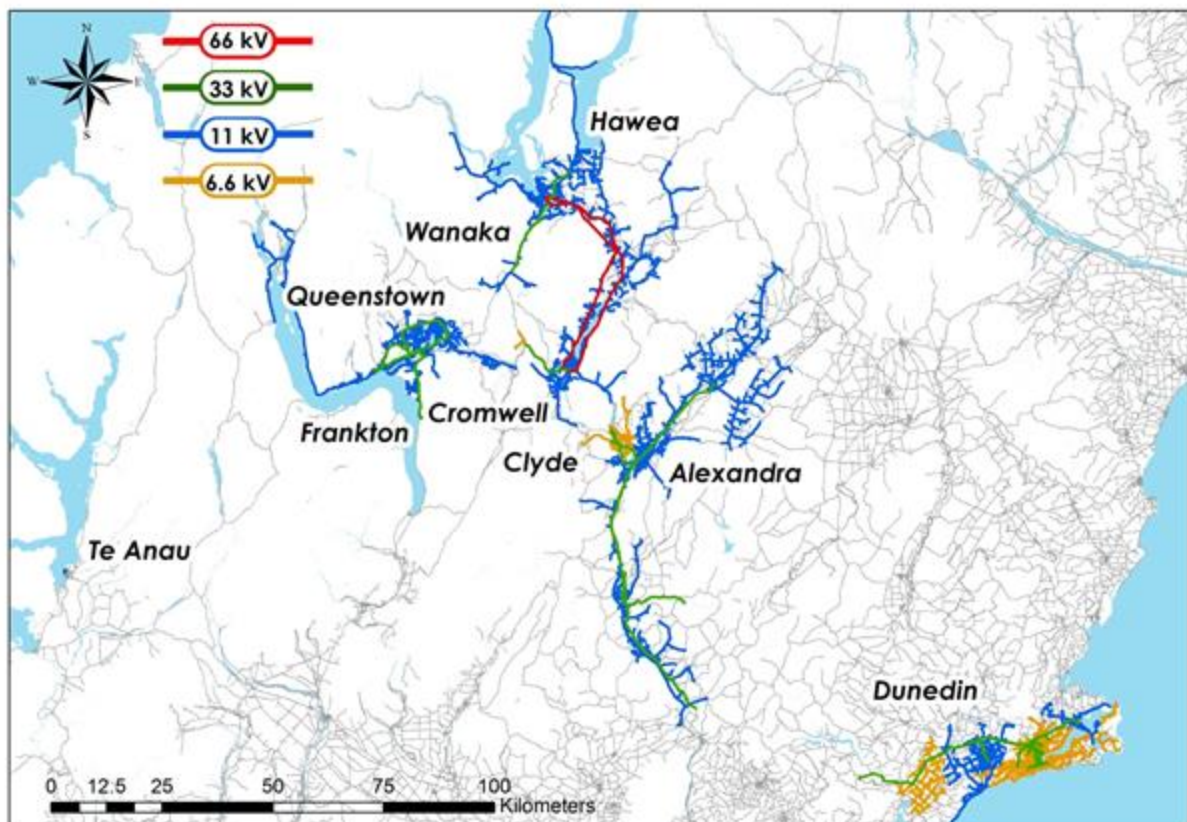 N
W
E
S
66 kV
33 kV
11 kV
6.6 kV
Hawea
Wanaka
Queenstown
Cromwell
Frankton
Clyde
Alexandra
Te Anau
Dunedin
0 12.5 25 50 75 100
Kilometers